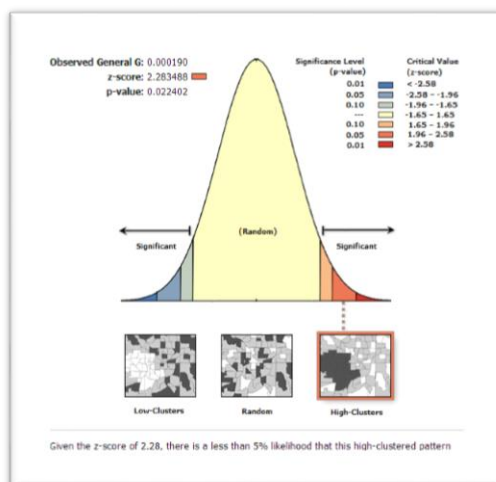 Observed General G: 0.000190
z-score: 2.283488
p-value: 0.022402
Significance Level (p-value)
Critical Value (z-score)
0.01 < -2.58
0.05 -2.58 - -1.96
0.10 -1.96 - -1.65
--- -1.65 - 1.65
0.10 1.65 - 1.96
0.05 1.96 - 2.58
0.01 > 2.58
Significant
(Random)
Significant
Low-Clusters
Random
High-Clusters
Given the z-score of 2.28, there is a less than 5% likelihood that this high-clustered pattern